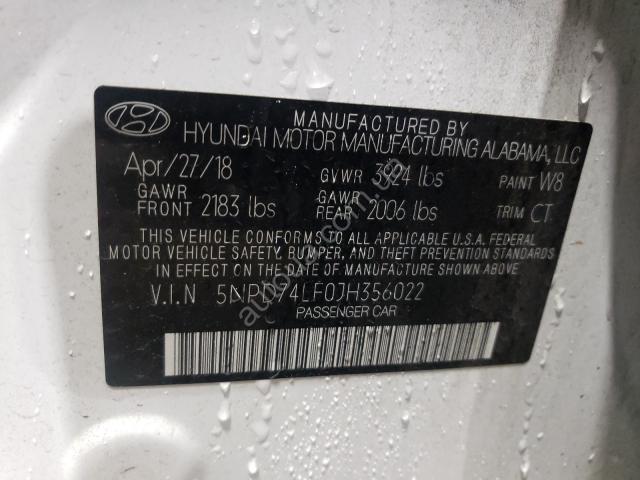 MANUFACTURED BY
HYUNDAI MOTOR MANUFACTURING ALABAMA, LLC
Apr/27/18 GVWR 3924 lbs PAINT W8
GAWR FRONT 2183 lbs GAWR REAR 2006 lbs TRIM CT
THIS VEHICLE CONFORMS TO ALL APPLICABLE U.S.A. FEDERAL
MOTOR VEHICLE SAFETY, BUMPER, AND THEFT PREVENTION STANDARDS
IN EFFECT ON THE DATE OF MANUFACTURE SHOWN ABOVE.
V.I.N 5NPD74LF0JH356022
PASSENGER CAR